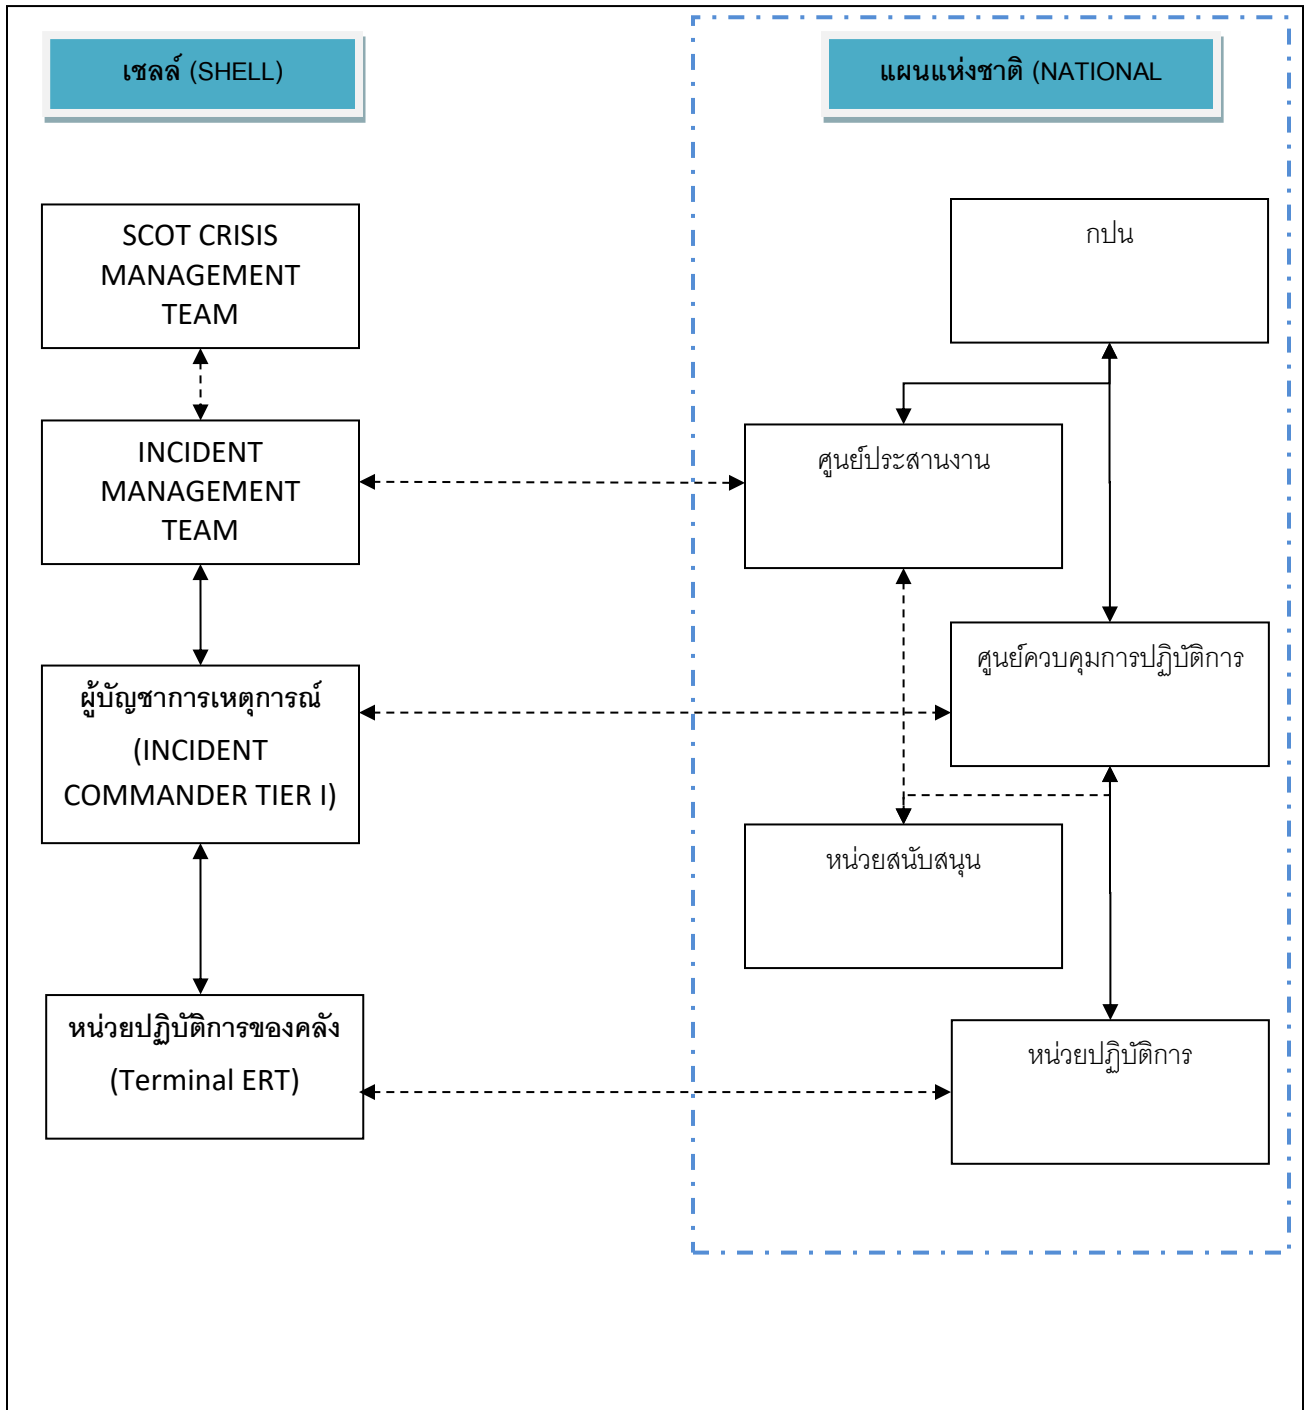 เชลล์ (SHELL)
แผนแห่งชาติ (NATIONAL
SCOT CRISIS
MANAGEMENT
TEAM
กปน
INCIDENT
MANAGEMENT
TEAM
ศูนย์ประสานงาน
ผู้บัญชาการเหตุการณ์
(INCIDENT
COMMANDER TIER I)
ศูนย์ควบคุมการปฏิบัติการ
หน่วยสนับสนุน
หน่วยปฏิบัติการของคลัง
(Terminal ERT)
หน่วยปฏิบัติการ